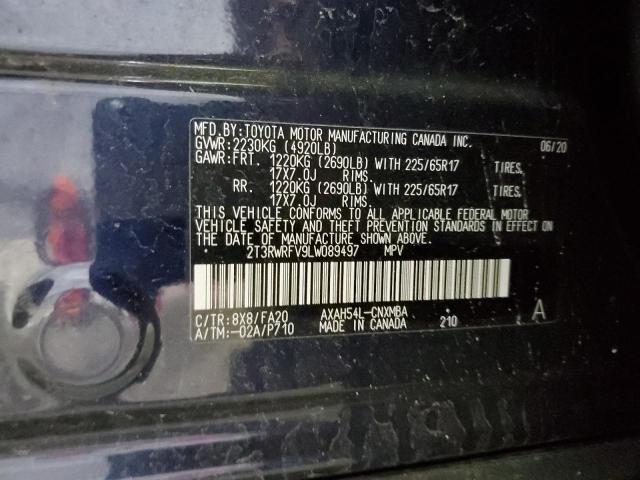 MFD. BY: TOYOTA MOTOR MANUFACTURING CANADA INC. 06/20
GVWR: 2230KG (4920LB)
GAWR: FRT. 1220KG (2690LB) WITH 225/65R17 TIRES,
17X7.0J RIMS.
RR. 1220KG (2690LB) WITH 225/65R17 TIRES,
17X7.0J RIMS.
THIS VEHICLE CONFORMS TO ALL APPLICABLE FEDERAL MOTOR
VEHICLE SAFETY AND THEFT PREVENTION STANDARDS IN EFFECT ON
THE DATE OF MANUFACTURE SHOWN ABOVE.
2T3RWRFV9LW089497 MPV
C/TR: 8X8/FA20 AXAH54L-CNXMBA
A/TM: -02A/P710 MADE IN CANADA 210 A